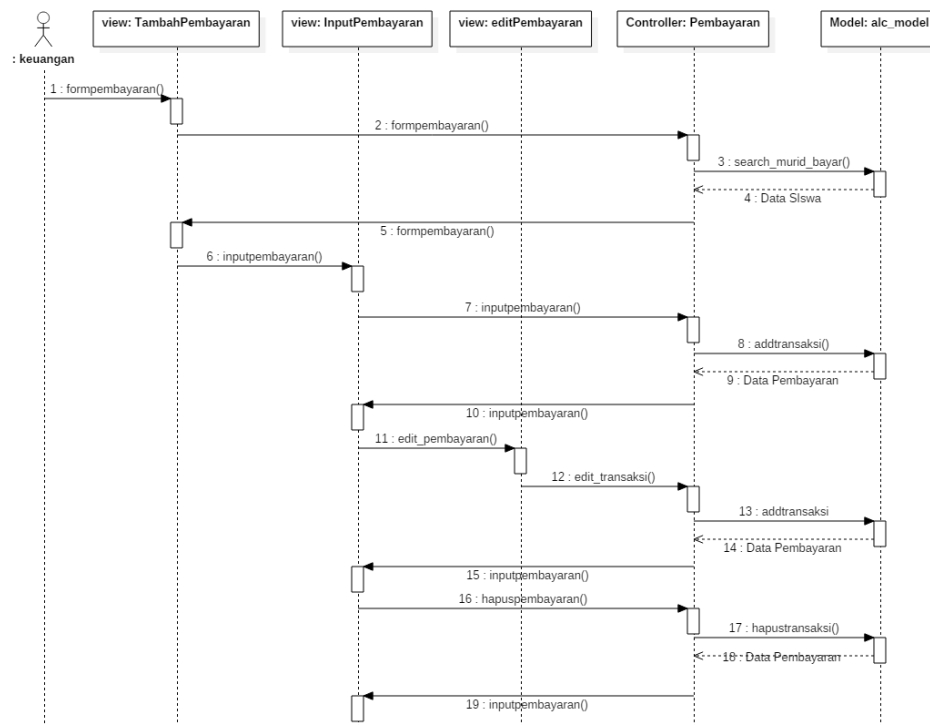 view: TambahPembayaran
view: InputPembayaran
view: editPembayaran
Controller: Pembayaran
Model: alc_model
: keuangan
1 : formpembayaran()
2 : formpembayaran()
3 : search_murid_bayar()
4 : Data SIswa
5 : formpembayaran()
6 : inputpembayaran()
7 : inputpembayaran()
8 : addtransaksi()
9 : Data Pembayaran
10 : inputpembayaran()
11 : edit_pembayaran()
12 : edit_transaksi()
13 : addtransaksi
14 : Data Pembayaran
15 : inputpembayaran()
16 : hapuspembayaran()
17 : hapustransaksi()
18 : Data Pembayaran
19 : inputpembayaran()